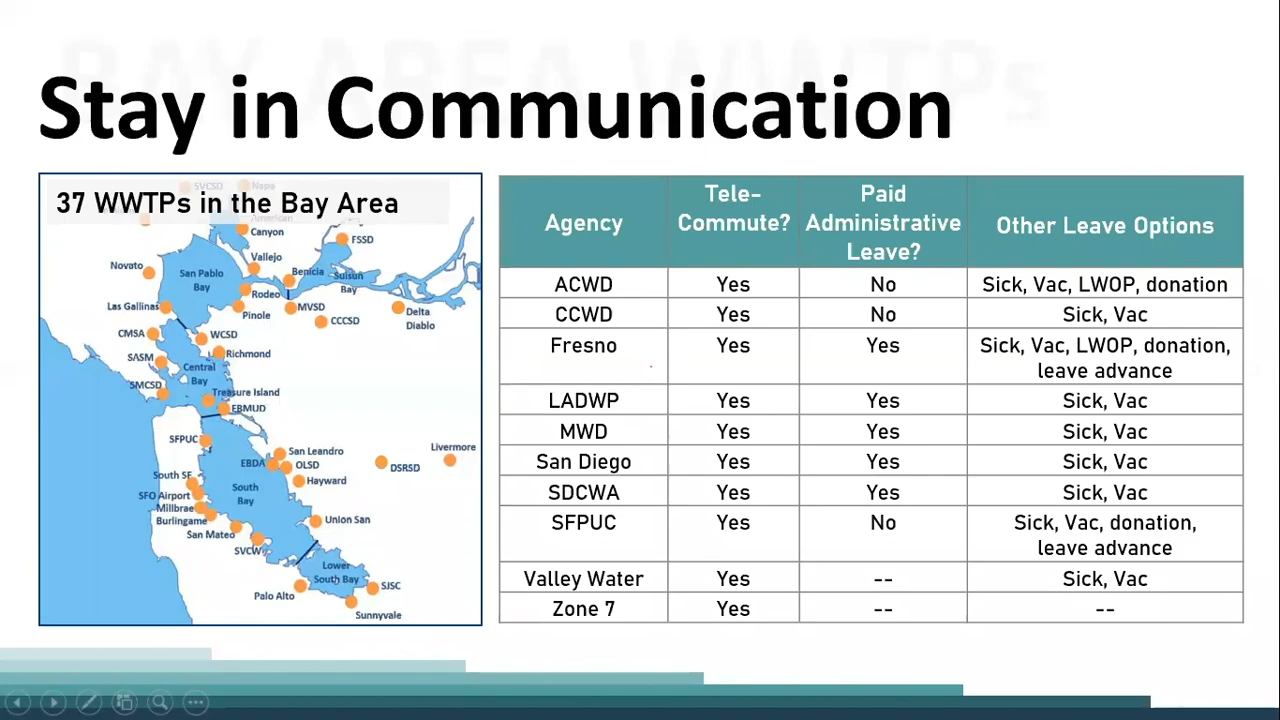 BAY AREA WWTPs
Stay in Communication
37 WWTPs in the Bay Area
SVCSD
Napa
American
Canyon
FSSD
Vallejo
Novato
San Pablo
Bay
Benicia
Suisun
Bay
Rodeo
Las Gallinas
Pinole
MVSD
Delta
Diablo
CCCSD
CMSA
WCSD
Richmond
SASM
Central
Bay
SMCSD
Treasure Island
EBMUD
SFPUC
San Leandro
Livermore
EBDA
OLSD
DSRSD
South SF
Hayward
South
Bay
SFO Airport
Millbrae
Burlingame
Union San
San Mateo
SVCW
Lower
South Bay
SJSC
Palo Alto
Sunnyvale
Agency Tele-Commute? Paid Administrative Leave? Other Leave Options
ACWD Yes No Sick, Vac, LWOP, donation
CCWD Yes No Sick, Vac
Fresno Yes Yes Sick, Vac, LWOP, donation,
leave advance
LADWP Yes Yes Sick, Vac
MWD Yes Yes Sick, Vac
San Diego Yes Yes Sick, Vac
SDCWA Yes Yes Sick, Vac
SFPUC Yes No Sick, Vac, donation,
leave advance
Valley Water Yes -- Sick, Vac
Zone 7 Yes -- --